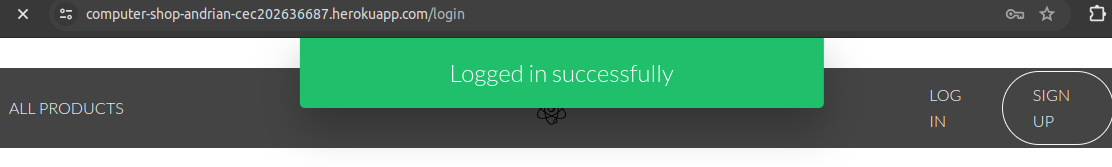 computer-shop-andrian-cec202636687.herokuapp.com/login
Logged in successfully
ALL PRODUCTS
LOG
IN
SIGN
UP